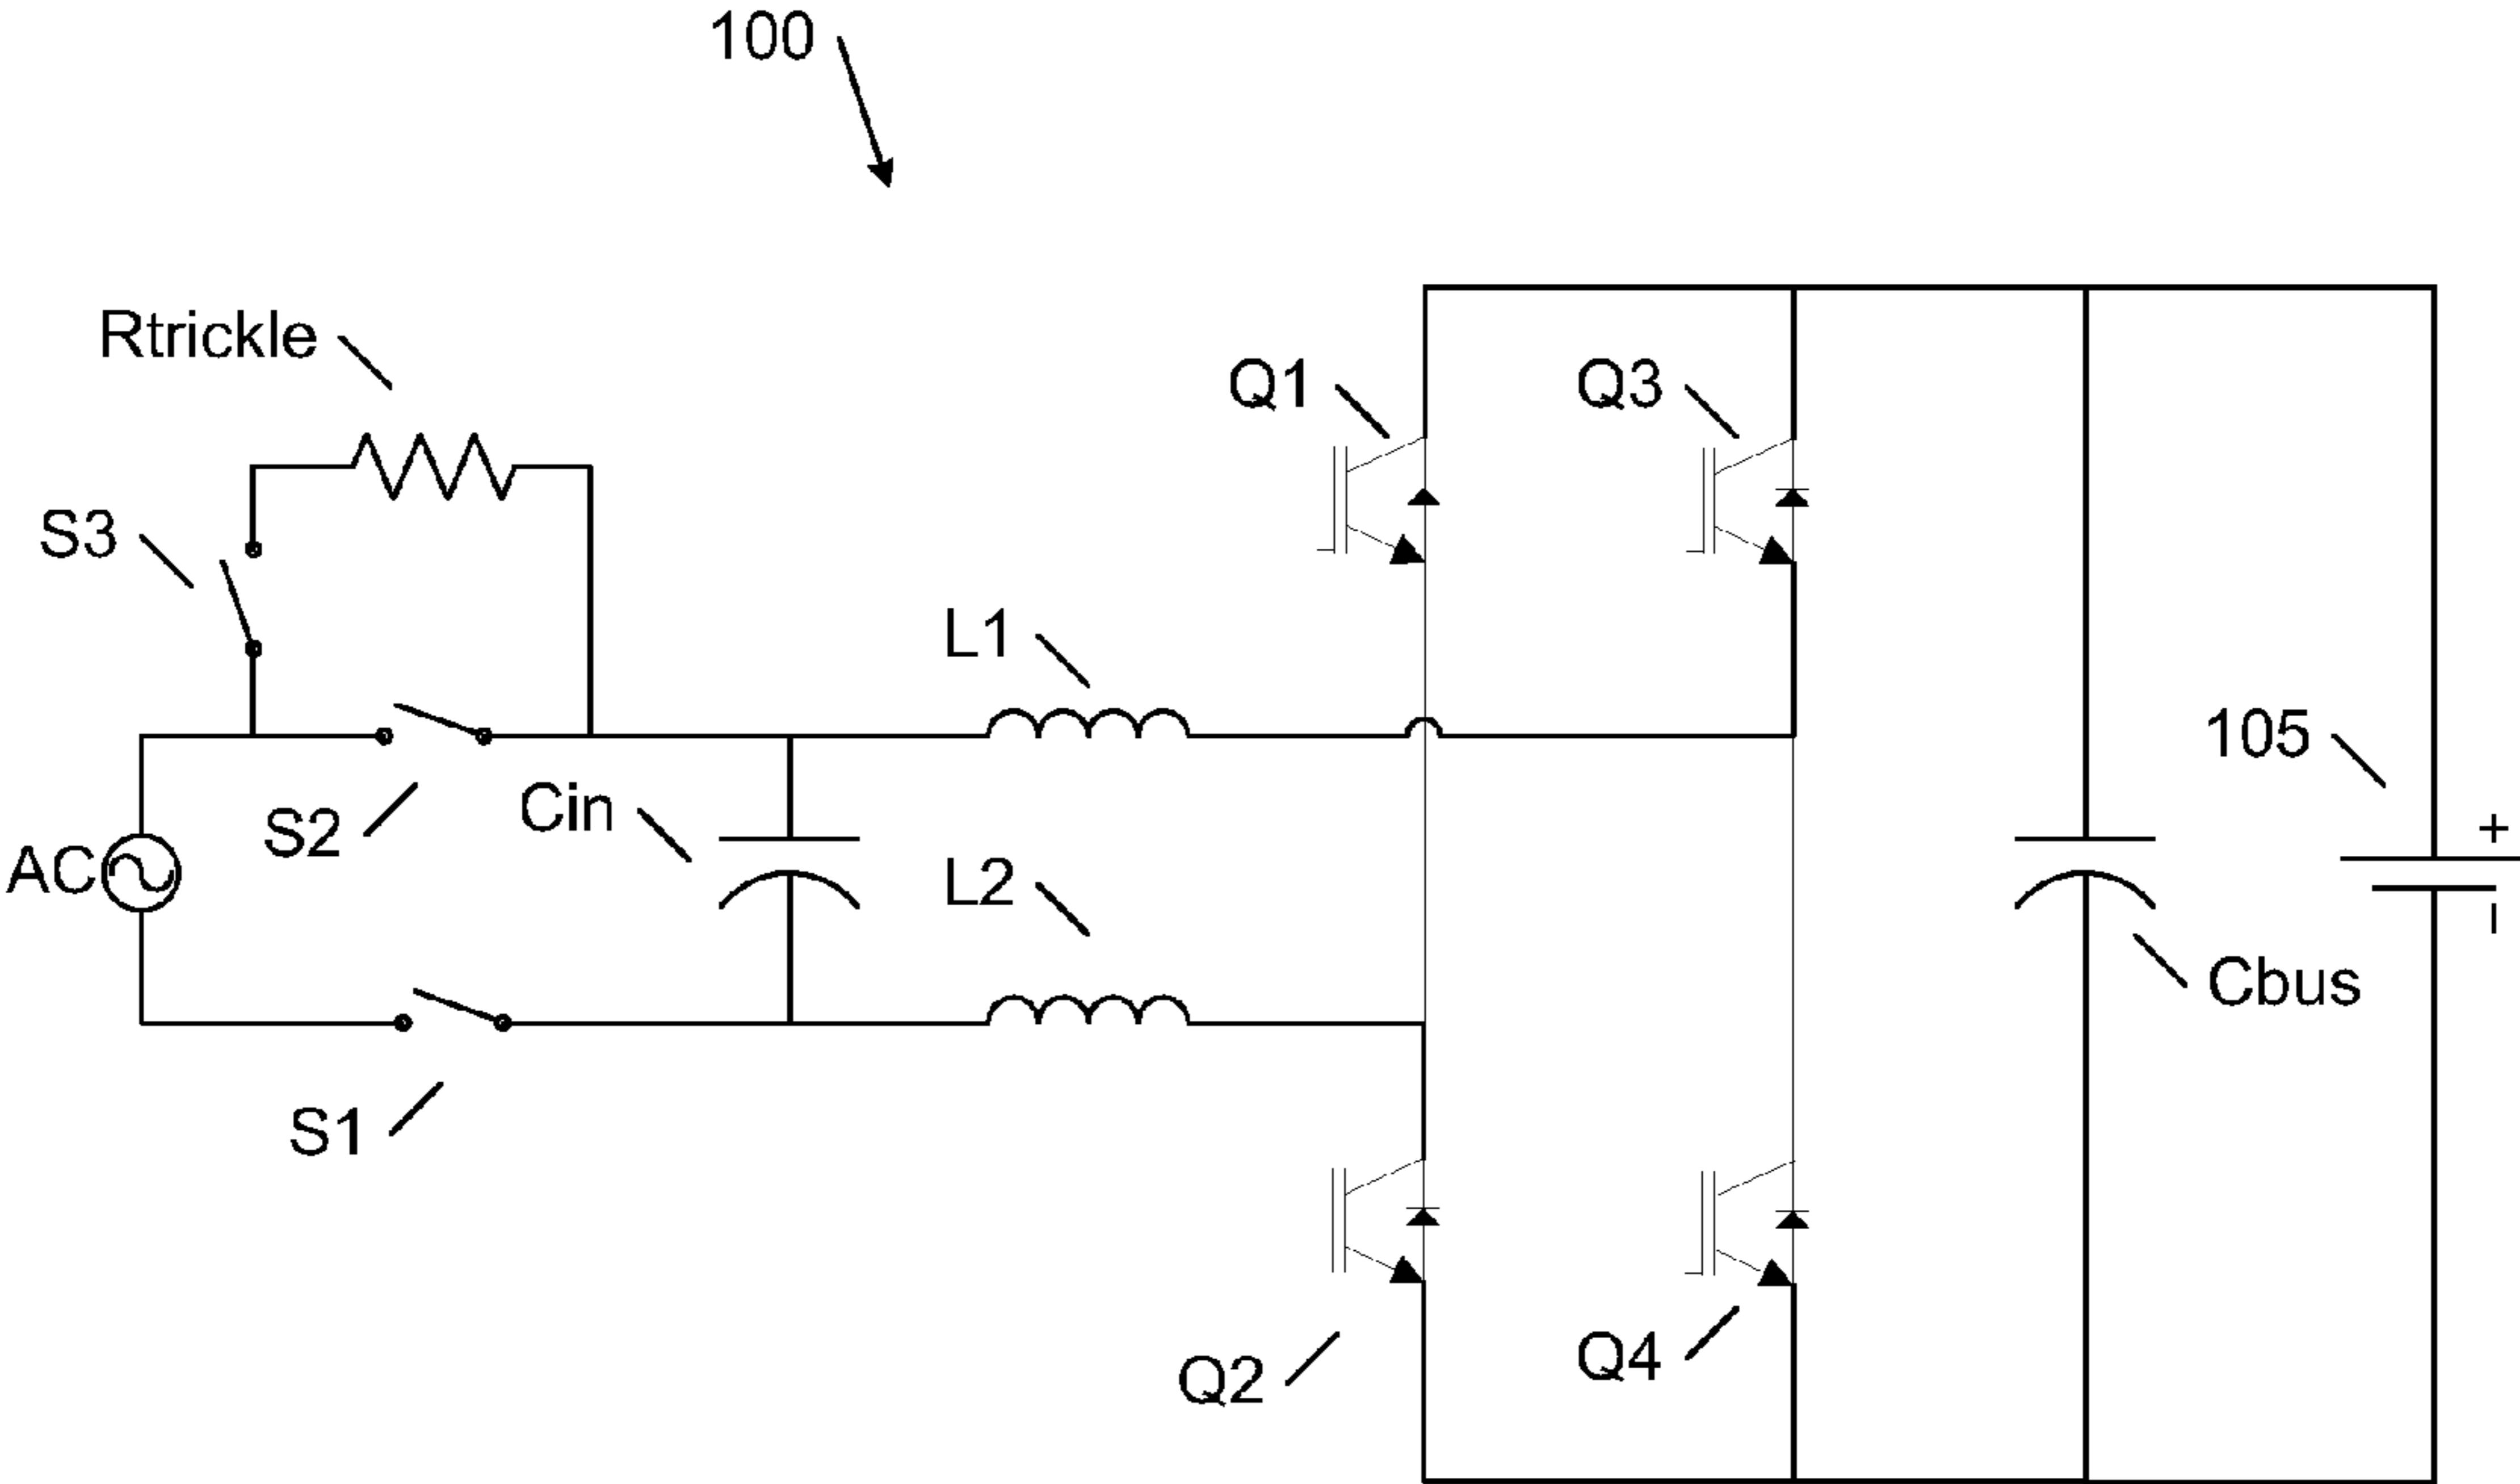 100
Rtrickle
Q1
Q3
S3
L1
105
S2
Cin
AC
L2
+
-
Cbus
S1
Q2
Q4